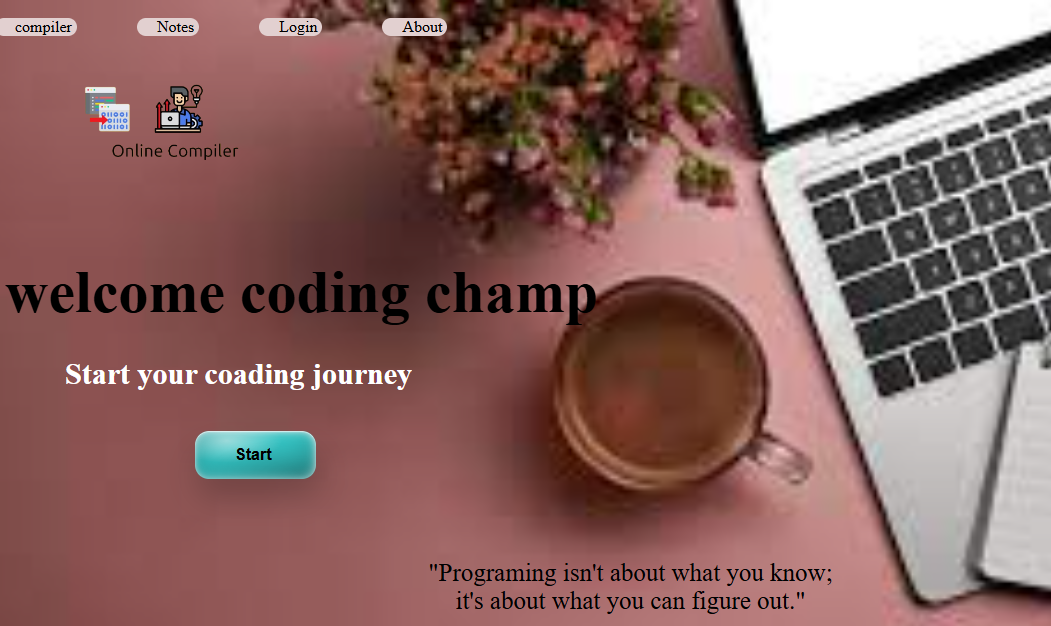 compiler Notes Login About
Online Compiler
welcome coding champ
Start your coading journey
Start
"Programing isn't about what you know;
it's about what you can figure out."